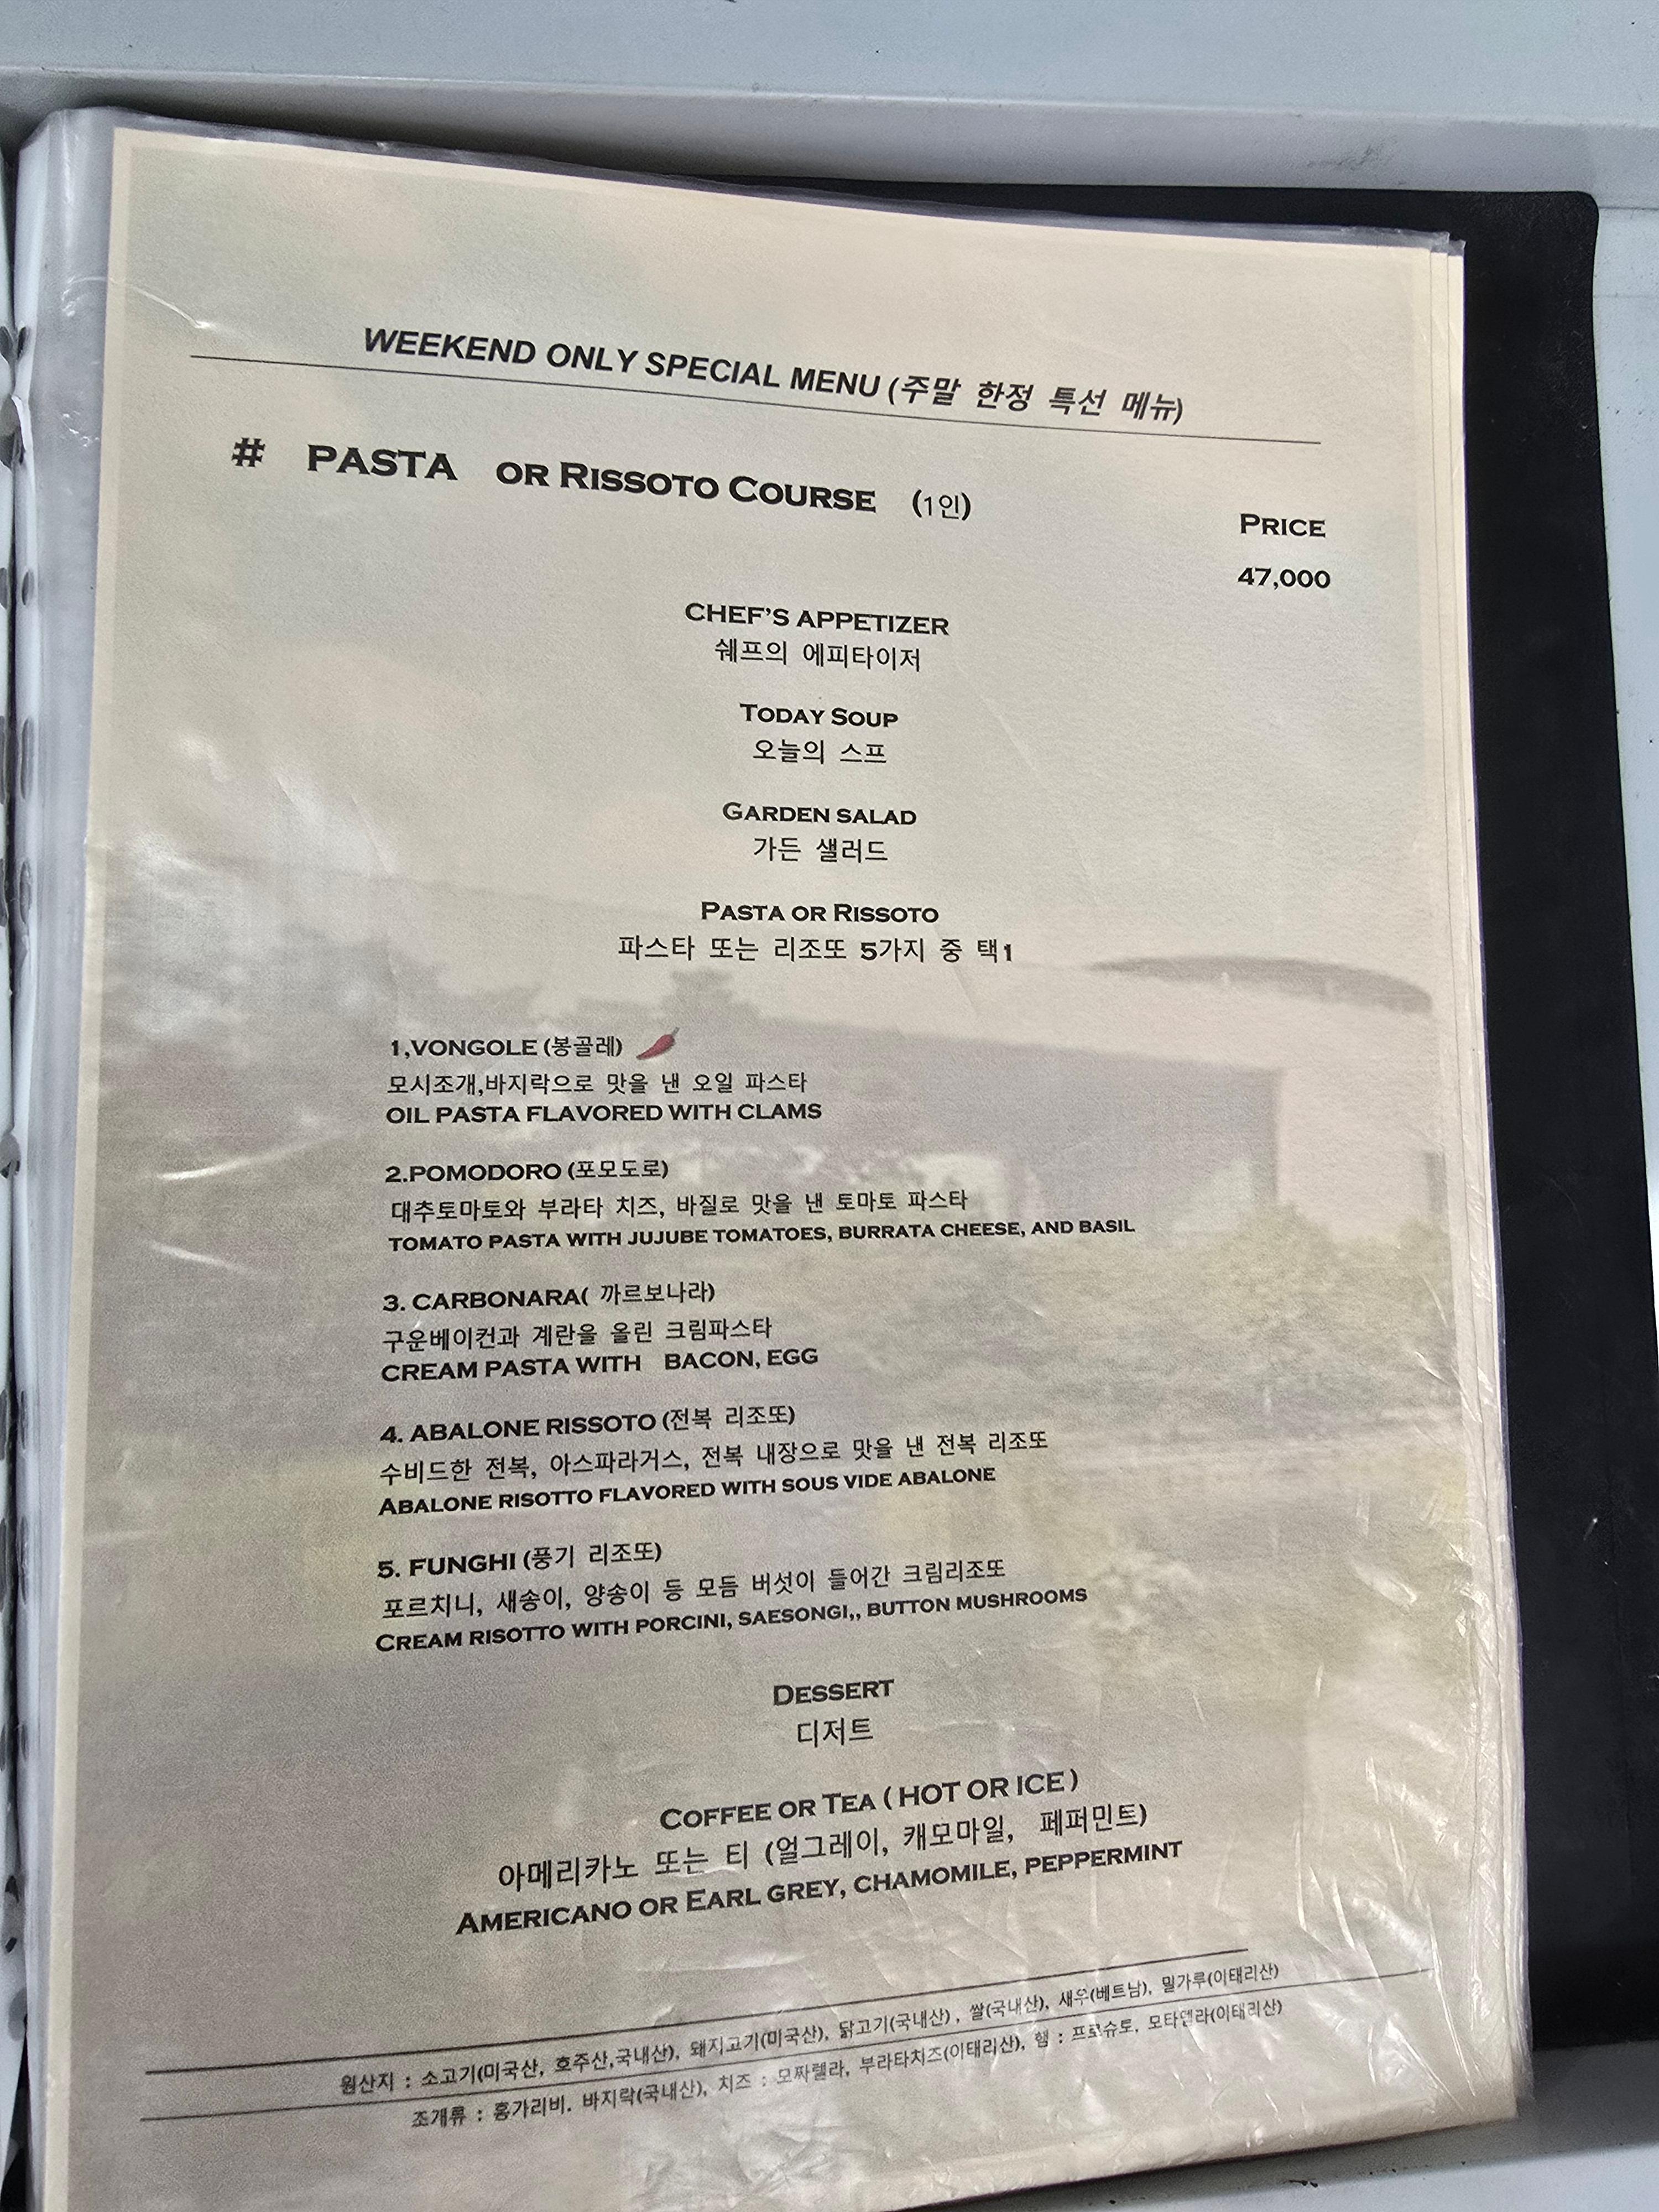 WEEKEND ONLY SPECIAL MENU (주말 한정 특선 메뉴)
# PASTA OR RISSOTO COURSE (1인)
PRICE
47,000
CHEF'S APPETIZER
쉐프의 에피타이저
TODAY SOUP
오늘의 스프
GARDEN SALAD
가든 샐러드
PASTA OR RISSOTO
파스타 또는 리조또 5가지 중 택1
1,VONGOLE (봉골레)
모시조개,바지락으로 맛을 낸 오일 파스타
OIL PASTA FLAVORED WITH CLAMS
2.POMODORO (포모도로)
대추토마토와 부라타 치즈, 바질로 맛을 낸 토마토 파스타
TOMATO PASTA WITH JUJUBE TOMATOES, BURRATA CHEESE, AND BASIL
3. CARBONARA( 까르보나라)
구운베이컨과 계란을 올린 크림파스타
CREAM PASTA WITH BACON, EGG
4. ABALONE RISSOTO (전복 리조또)
수비드한 전복, 아스파라거스, 전복 내장으로 맛을 낸 전복 리조또
ABALONE RISOTTO FLAVORED WITH SOUS VIDE ABALONE
5. FUNGHI (풍기 리조또)
포르치니, 새송이, 양송이 등 모듬 버섯이 들어간 크림리조또
CREAM RISOTTO WITH PORCINI, SAESONGI,, BUTTON MUSHROOMS
DESSERT
디저트
COFFEE OR TEA ( HOT OR ICE )
아메리카노 또는 티 (얼그레이, 캐모마일, 페퍼민트)
AMERICANO OR EARL GREY, CHAMOMILE, PEPPERMINT
원산지 : 소고기(미국산, 호주산,국내산), 돼지고기(미국산), 닭고기(국내산) , 쌀(국내산), 새우(베트남), 밀가루(이태리산)
조개류 : 홍가리비. 바지락(국내산), 치즈 : 모짜렐라, 부라타치즈(이태리산), 햄 : 프로슈토, 모타델라(이태리산)